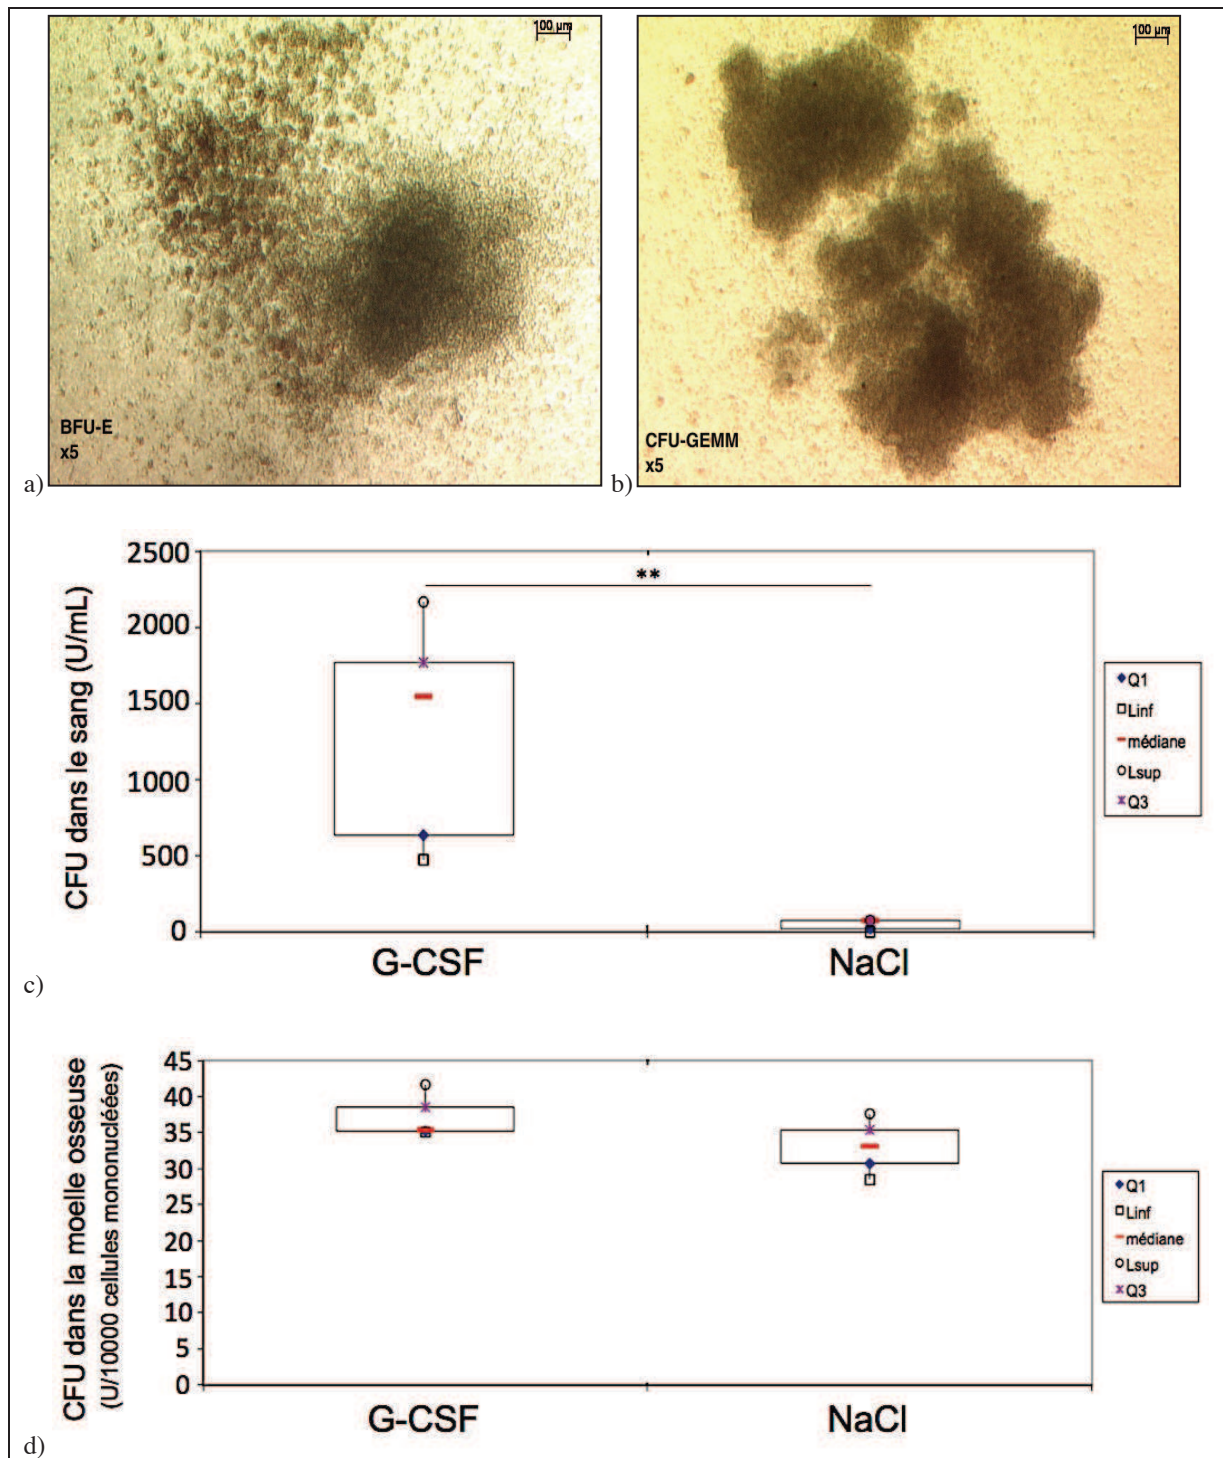 100 µm
100 µm
BFU-E
x5
CFU-GEMM
x5
a)
b)
2500
2000
1500
1000
500
0
CFU dans le sang (U/mL)
**
Q1
Linf
médiane
Lsup
Q3
G-CSF
NaCl
c)
45
40
35
30
25
20
15
10
5
0
CFU dans la moelle osseuse
(U/10000 cellules mononucléées)
Q1
Linf
médiane
Lsup
Q3
G-CSF
NaCl
d)